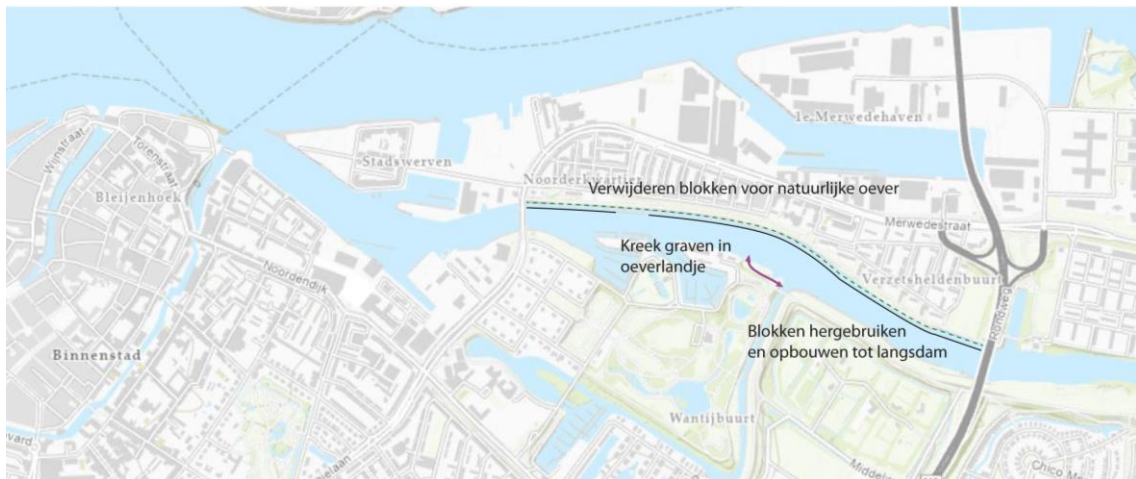 1e Merwedehaven
Wijnstraat
Torenstraat
Stadswerven
Bleijenhoek
Noorderkwartier
Verwijderen blokken voor natuurlijke oever
Merwedestraat
Kreek graven in
oeverlandje
Noordendijk
Verzetsheldenbuurt
Rondweg
Blokken hergebruiken
en opbouwen tot langsdam
Binnenstad
Wantijbuurt
Chico M